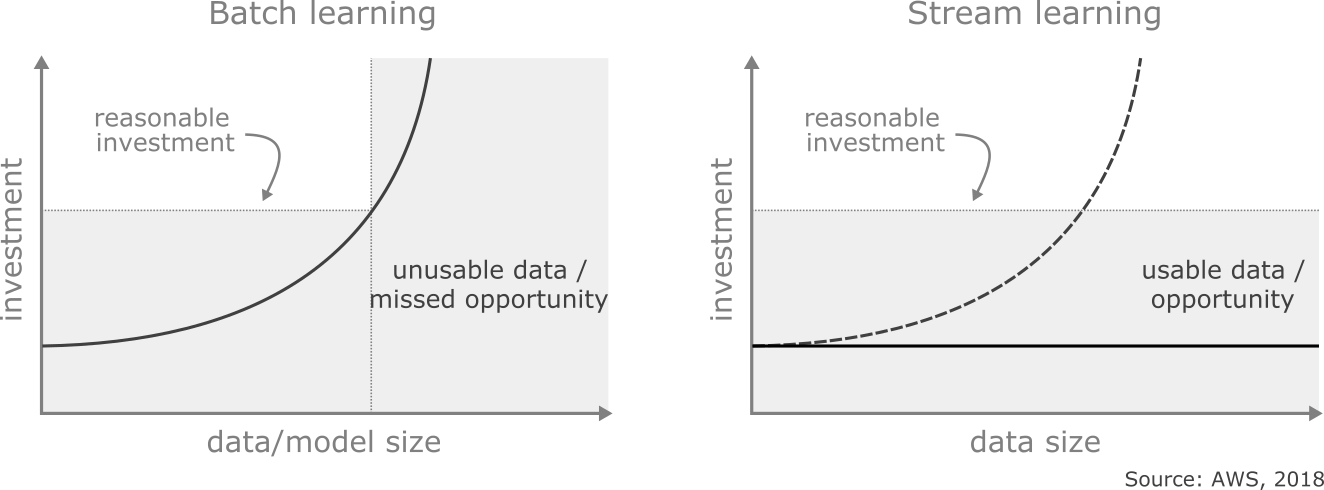 Batch learning
reasonable
investment
unusable data /
missed opportunity
investment
data/model size
Stream learning
reasonable
investment
usable data /
opportunity
investment
data size
Source: AWS, 2018